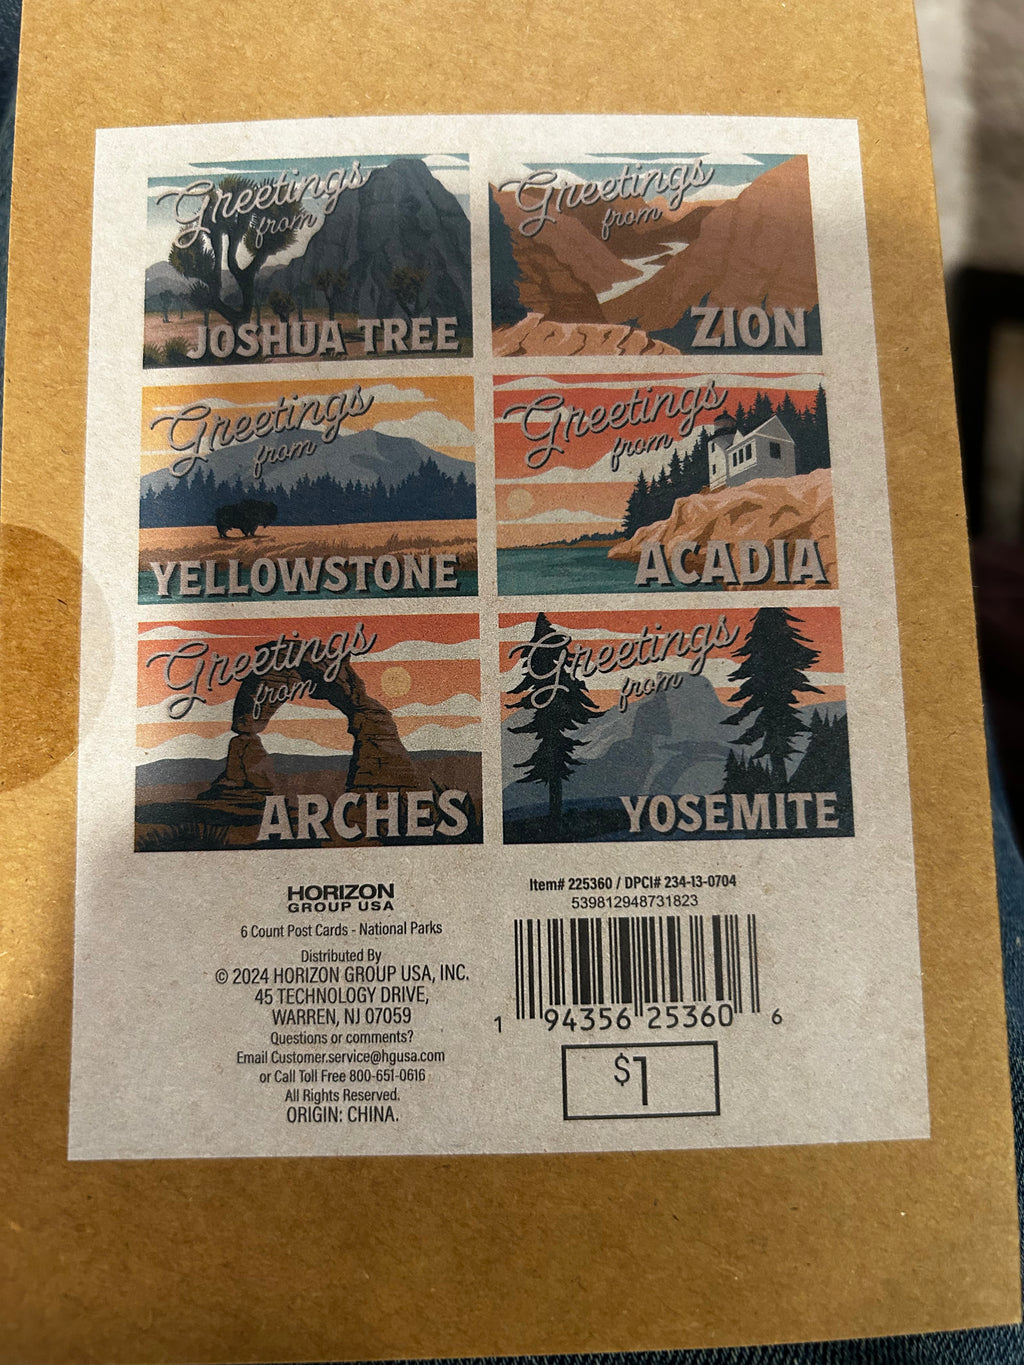 Greetings
from
JOSHUA TREE
Greetings
from
ZION
Greetings
from
YELLOWSTONE
Greetings
from
ACADIA
Greetings
from
ARCHES
Greetings
from
YOSEMITE
HORIZON
GROUP USA
6 Count Post Cards - National Parks
Distributed By
© 2024 HORIZON GROUP USA, INC.
45 TECHNOLOGY DRIVE,
WARREN, NJ 07059
Questions or comments?
Email Customer.service@hgusa.com
or Call Toll Free 800-651-0616
All Rights Reserved.
ORIGIN: CHINA.
Item# 225360 / DPCI# 234-13-0704
539812948731823
1 94356 25360 6
$1